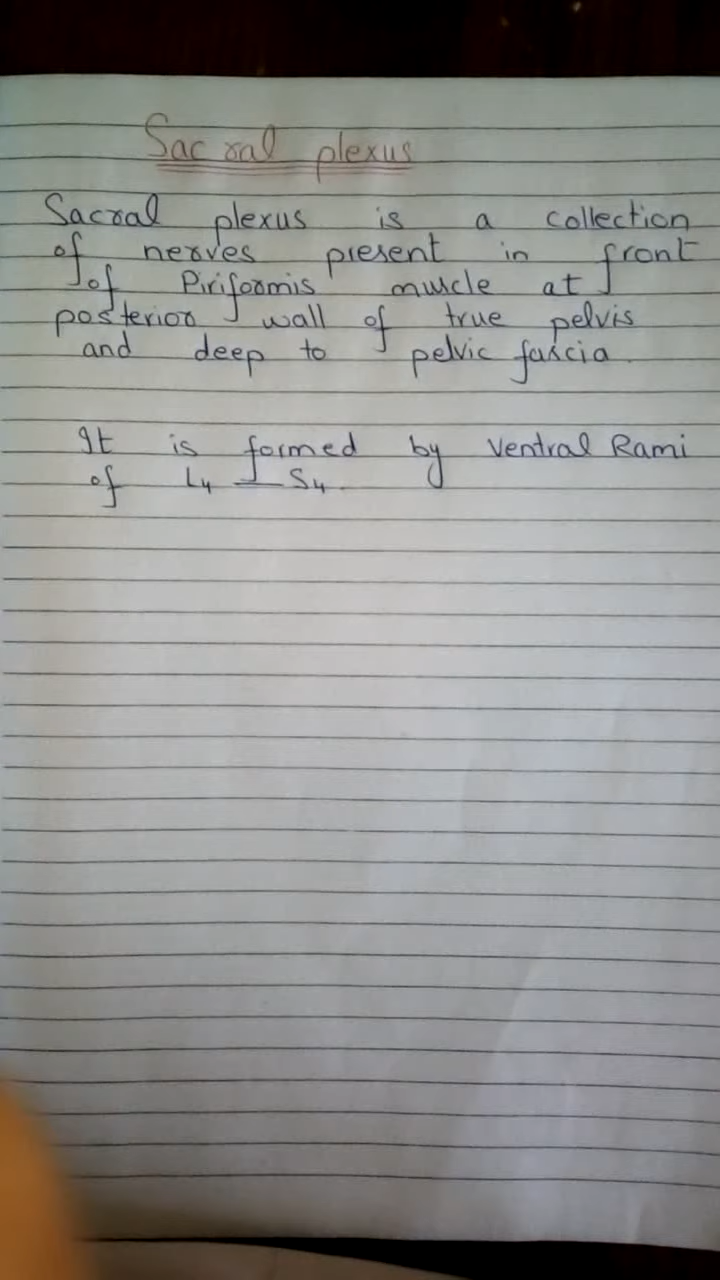 Sacral plexus
Sacral plexus is a collection
of nerves present in front
of Piriformis muscle at
posterior wall of true pelvis
and deep to pelvic fascia.
It is formed by Ventral Rami
of L4 - S4.